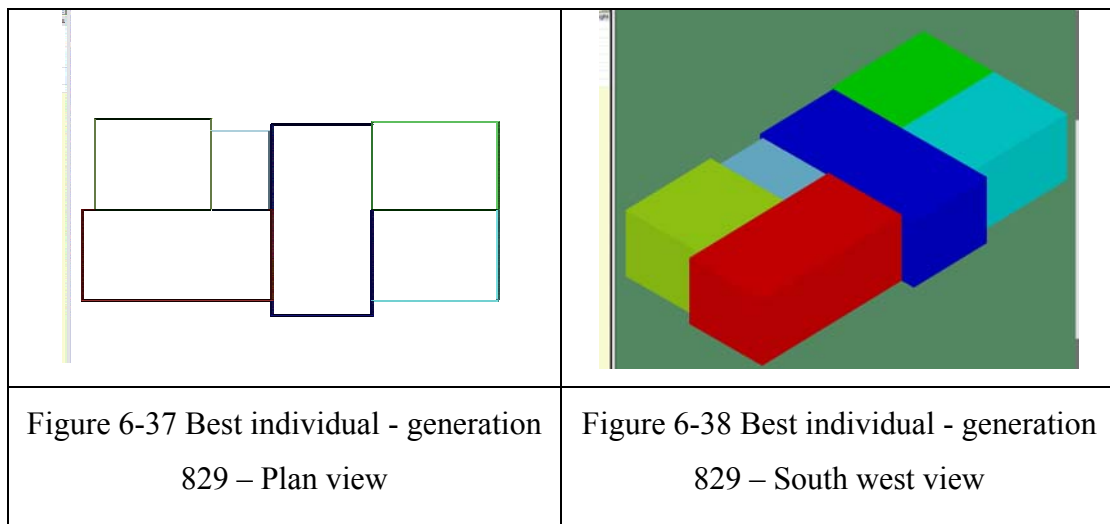 Figure 6-37 Best individual - generation
829 – Plan view
Figure 6-38 Best individual - generation
829 – South west view